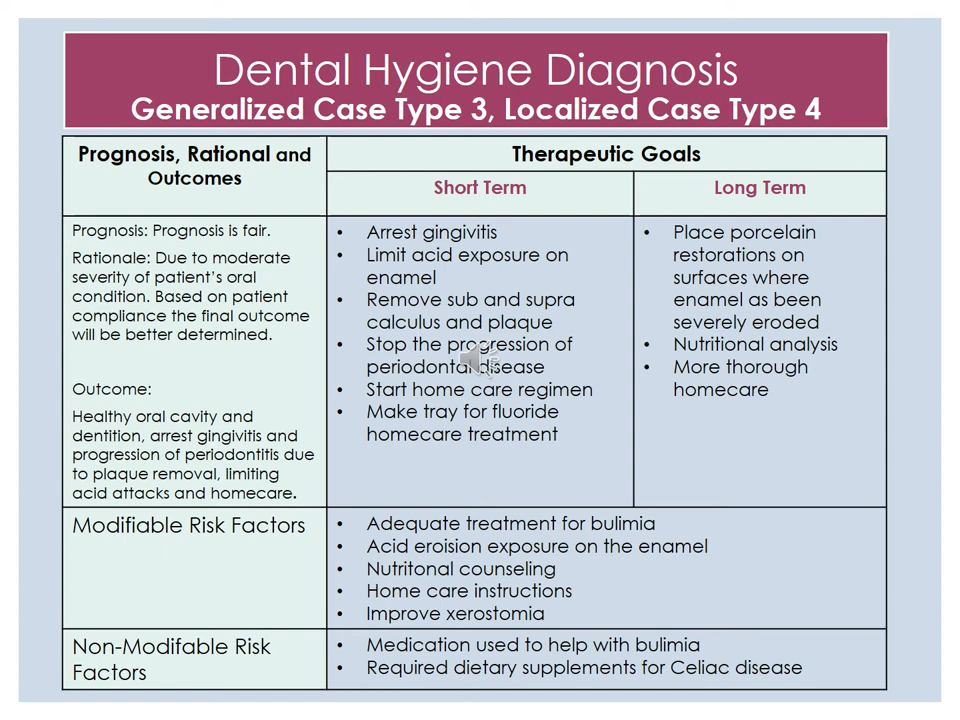 Dental Hygiene Diagnosis
Generalized Case Type 3, Localized Case Type 4
Prognosis, Rational and
Outcomes
Therapeutic Goals
Short Term
Long Term
Prognosis: Prognosis is fair.
Rationale: Due to moderate
severity of patient's oral
condition. Based on patient
compliance the final outcome
will be better determined.
Outcome:
Healthy oral cavity and
dentition, arrest gingivitis and
progression of periodontitis due
to plaque removal, limiting
acid attacks and homecare.
• Arrest gingivitis
• Limit acid exposure on
enamel
• Remove sub and supra
calculus and plaque
• Stop the progression of
periodontal disease
• Start home care regimen
• Make tray for fluoride
homecare treatment
• Place porcelain
restorations on
surfaces where
enamel as been
severely eroded
• Nutritional analysis
• More thorough
homecare
Modifiable Risk Factors
• Adequate treatment for bulimia
• Acid eroision exposure on the enamel
• Nutritonal counseling
• Home care instructions
• Improve xerostomia
Non-Modifable Risk
Factors
• Medication used to help with bulimia
• Required dietary supplements for Celiac disease